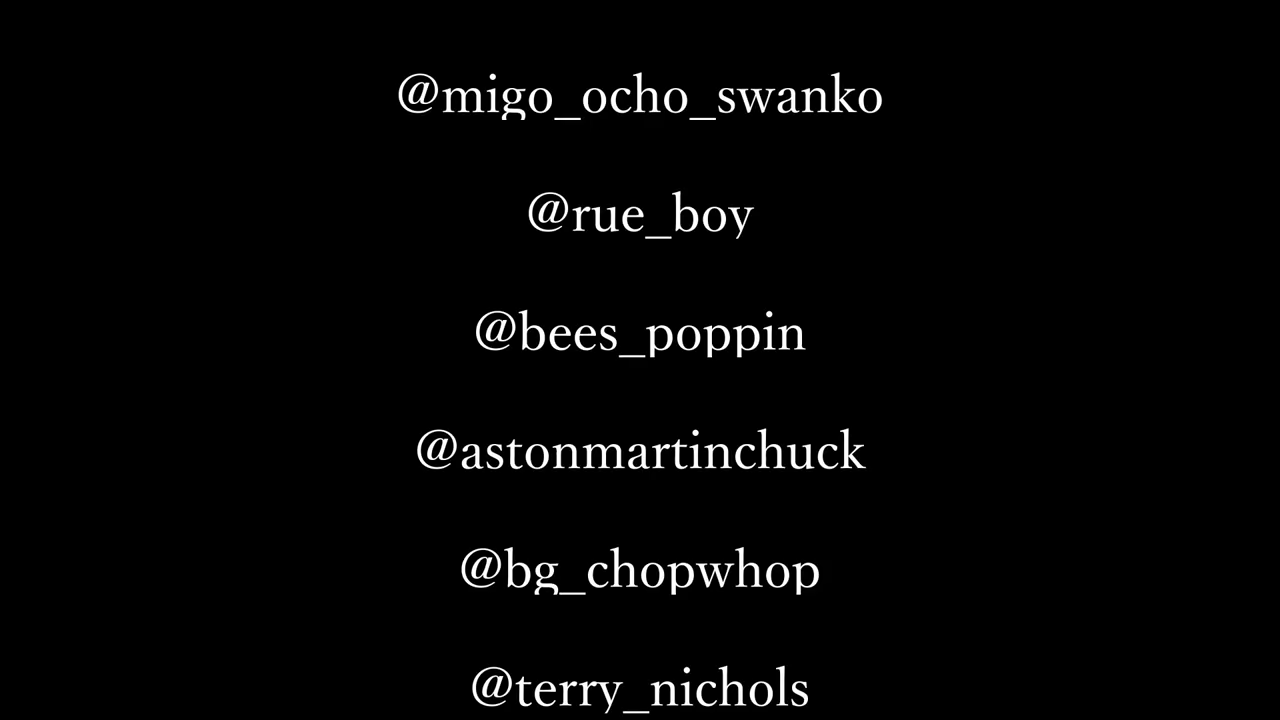 @migo_ocho_swanko
@rue_boy
@bees_poppin
@astonmartinchuck
@bg_chopwhop
@terry_nichols